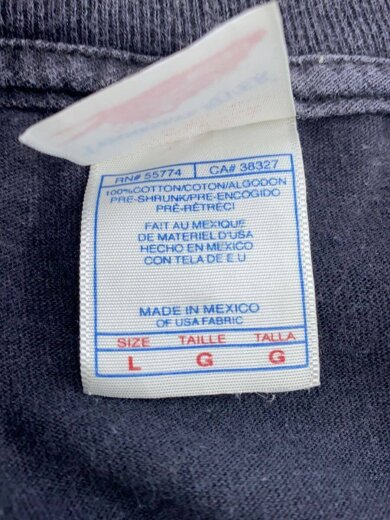 RN# 55774 CA# 38327
100% COTTON/COTON/ALGODON
PRE-SHRUNK/PRE-ENCOGIDO
PRÉ-RÉTRÉCI
FAIT AU MEXIQUE
DE MATERIEL D'USA
HECHO EN MEXICO
CON TELA DE E U
MADE IN MEXICO
OF USA FABRIC
SIZE TAILLE TALLA
L G G